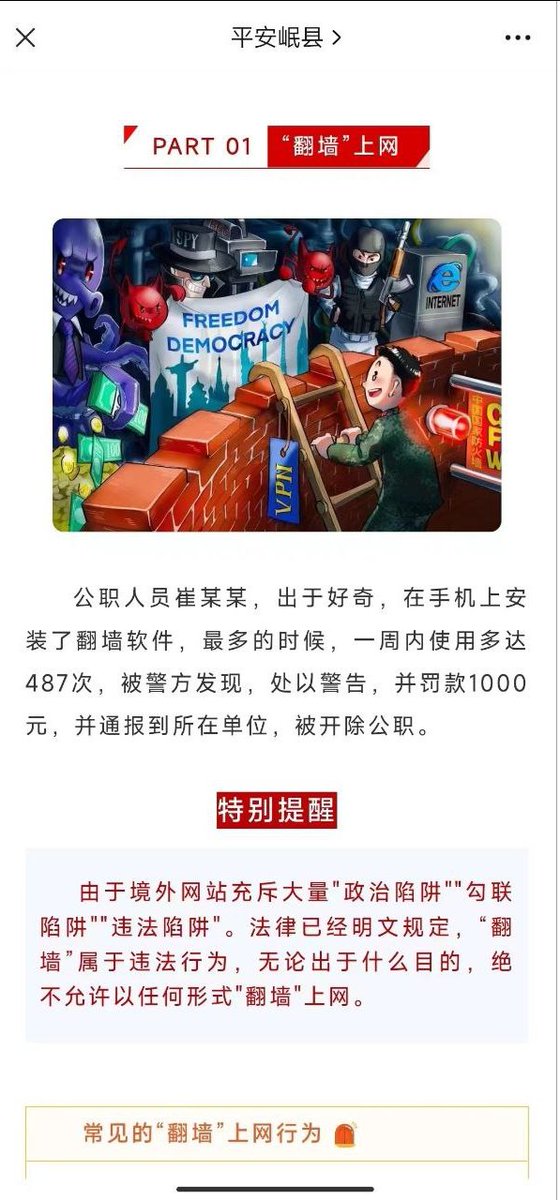 平安岷县
PART 01 “翻墙”上网
SPY
FREEDOM
DEMOCRACY
INTERNET
VPN
中国国家防火墙
公职人员崔某某，出于好奇，在手机上安
装了翻墙软件，最多的时候，一周内使用多达
487次，被警方发现，处以警告，并罚款1000
元，并通报到所在单位，被开除公职。
特别提醒
由于境外网站充斥大量"政治陷阱""勾联
陷阱""违法陷阱"。法律已经明文规定，“翻
墙”属于违法行为，无论出于什么目的，绝
不允许以任何形式"翻墙"上网。
常见的“翻墙”上网行为